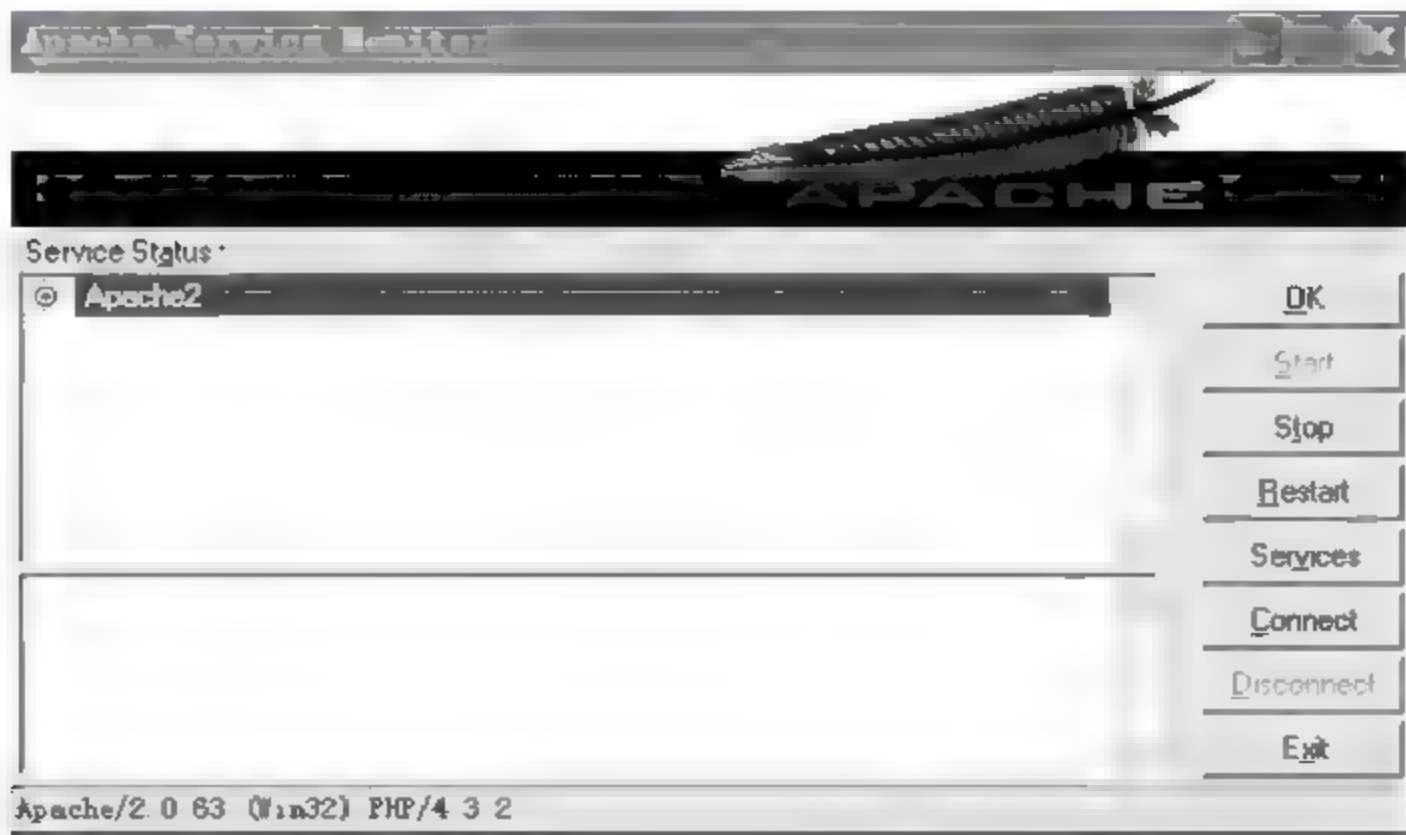 Apache Service Monitor
APACHE
Service Status:
Apache2
OK
Start
Stop
Restart
Services
Connect
Disconnect
Exit
Apache/2.0.63 (Win32) PHP/4.3.2